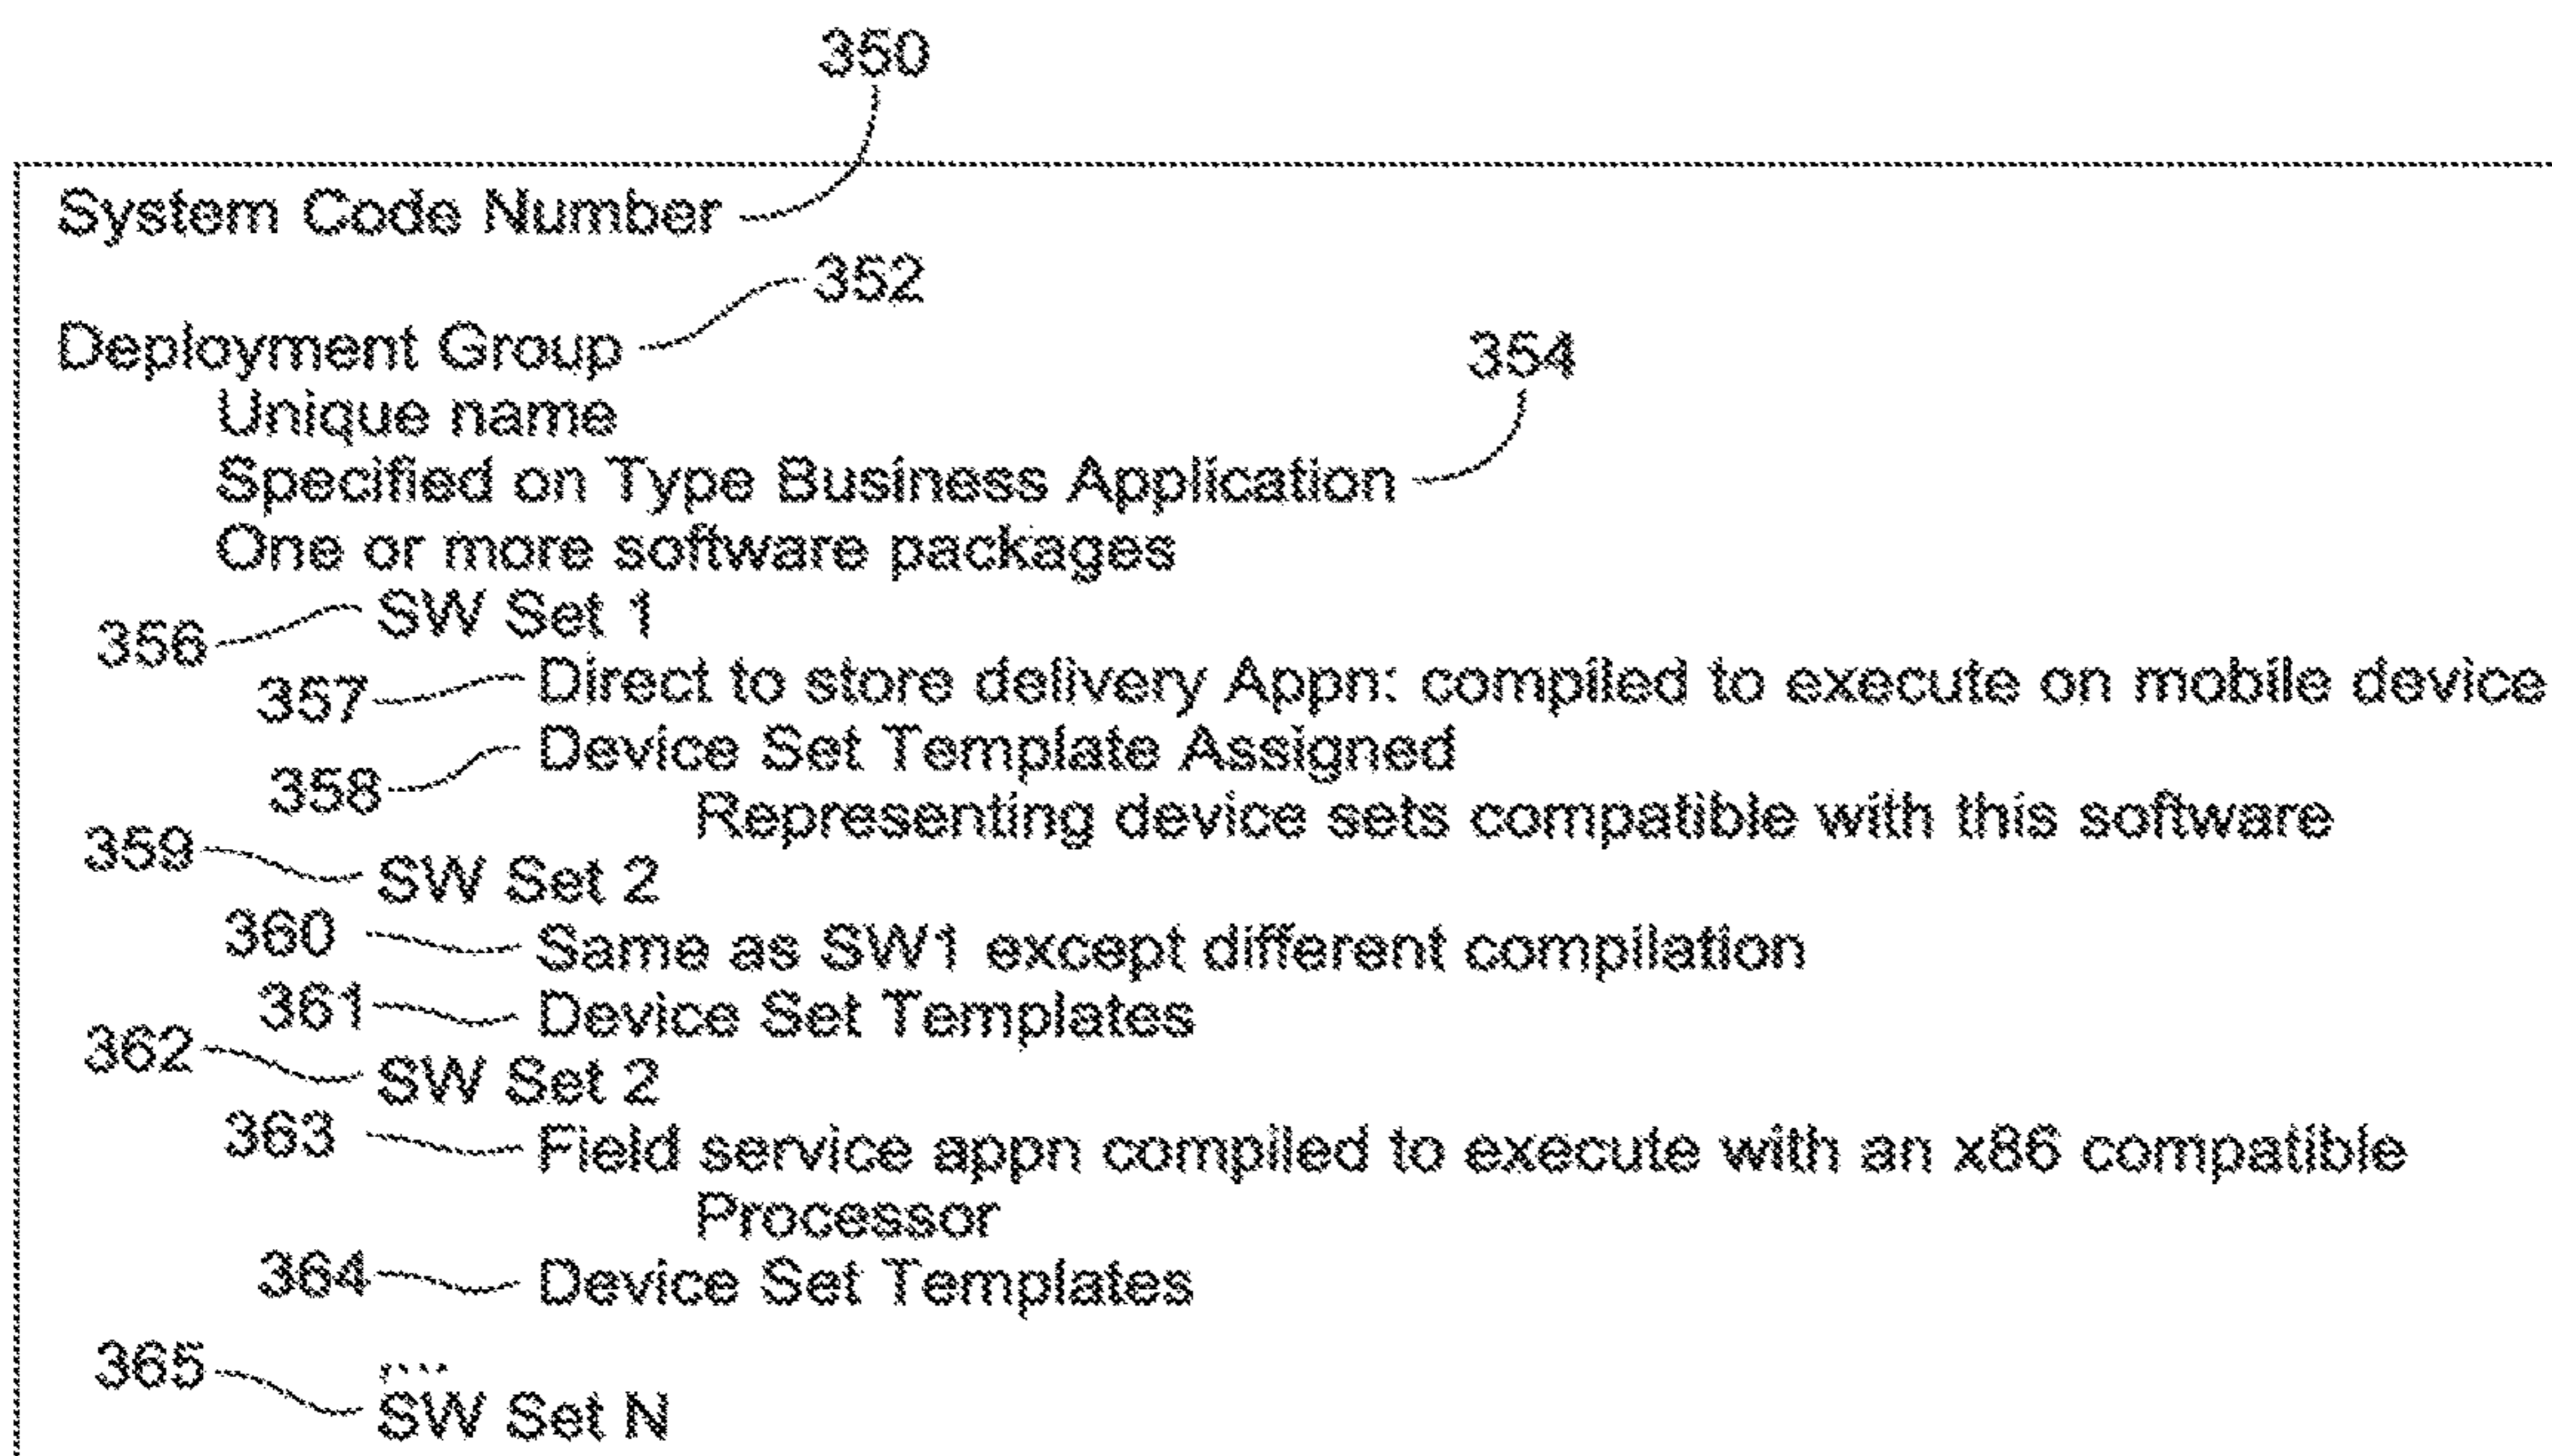 350
System Code Number
352
Deployment Group
354
Unique name
Specified on Type Business Application
One or more software packages
356 SW Set 1
357 Direct to store delivery Appn: compiled to execute on mobile device
358 Device Set Template Assigned
Representing device sets compatible with this software
359 SW Set 2
360 Same as SW1 except different compilation
361 Device Set Templates
362 SW Set 2
363 Field service appn compiled to execute with an x86 compatible
Processor
364 Device Set Templates
....
365 SW Set N